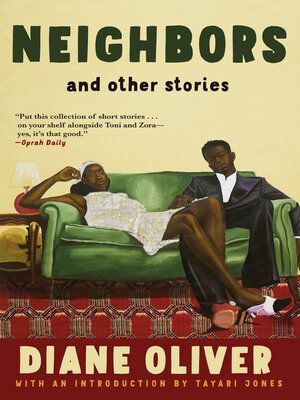 NEIGHBORS
and other stories
“Put this collection of short stories . . .
on your shelf alongside Toni and Zora—
yes, it’s that good.”
—Oprah Daily
DIANE OLIVER
WITH AN INTRODUCTION BY TAYARI JONES